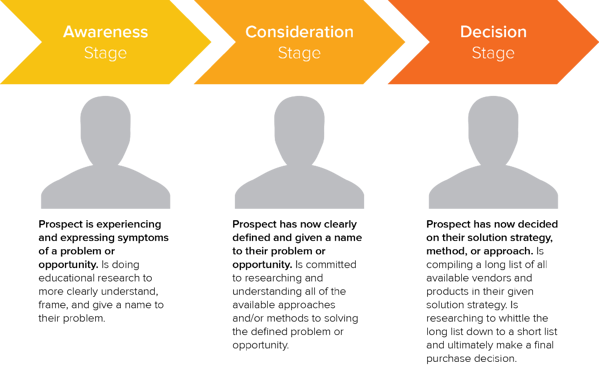 Awareness
Stage
Consideration
Stage
Decision
Stage
Prospect is experiencing
and expressing symptoms
of a problem or
opportunity. Is doing
educational research to
more clearly understand,
frame, and give a name to
their problem.
Prospect has now clearly
defined and given a name
to their problem or
opportunity. Is committed
to researching and
understanding all of the
available approaches
and/or methods to solving
the defined problem or
opportunity.
Prospect has now decided
on their solution strategy,
method, or approach. Is
compiling a long list of all
available vendors and
products in their given
solution strategy. Is
researching to whittle the
long list down to a short list
and ultimately make a final
purchase decision.